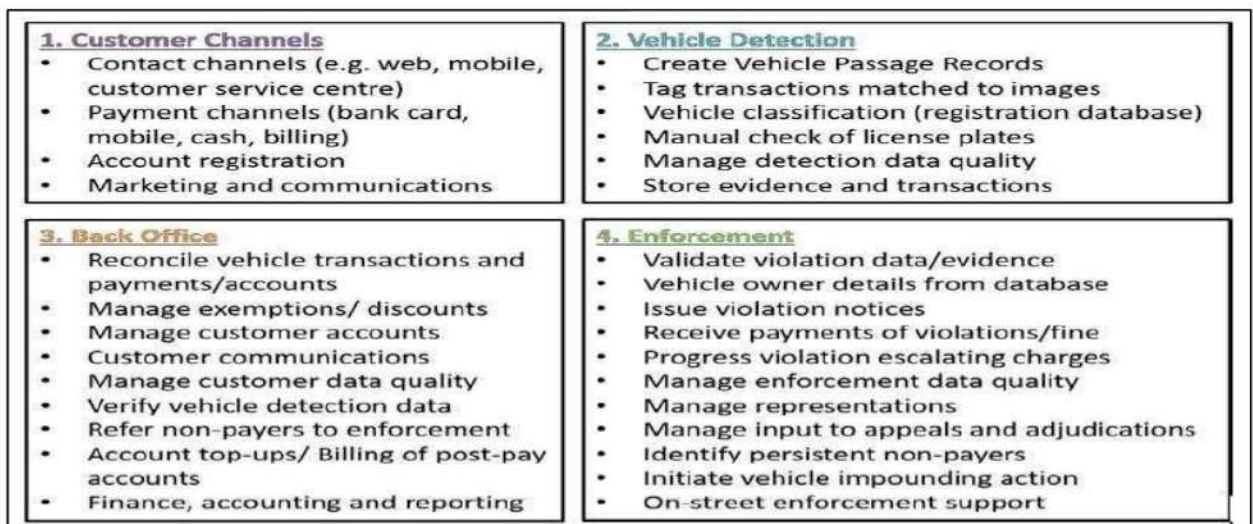 1. Customer Channels
• Contact channels (e.g. web, mobile,
customer service centre)
• Payment channels (bank card,
mobile, cash, billing)
• Account registration
• Marketing and communications
2. Vehicle Detection
• Create Vehicle Passage Records
• Tag transactions matched to images
• Vehicle classification (registration database)
• Manual check of license plates
• Manage detection data quality
• Store evidence and transactions
3. Back Office
• Reconcile vehicle transactions and
payments/accounts
• Manage exemptions/ discounts
• Manage customer accounts
• Customer communications
• Manage customer data quality
• Verify vehicle detection data
• Refer non-payers to enforcement
• Account top-ups/ Billing of post-pay
accounts
• Finance, accounting and reporting
4. Enforcement
• Validate violation data/evidence
• Vehicle owner details from database
• Issue violation notices
• Receive payments of violations/fine
• Progress violation escalating charges
• Manage enforcement data quality
• Manage representations
• Manage input to appeals and adjudications
• Identify persistent non-payers
• Initiate vehicle impounding action
• On-street enforcement support